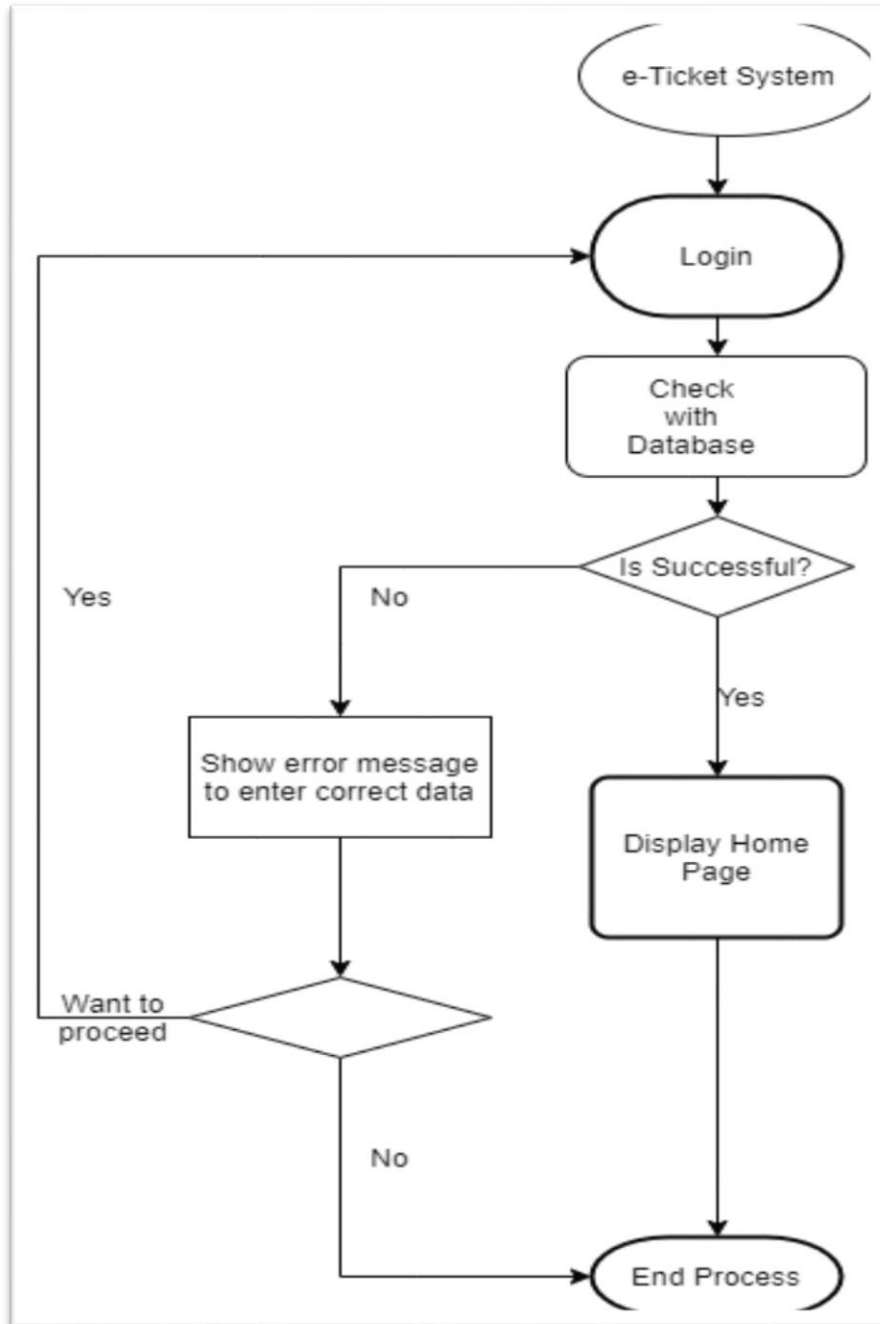 e-Ticket System
Login
Check
with
Database
Is Successful?
Yes
No
Yes
Show error message
to enter correct data
Display Home
Page
Want to
proceed
No
End Process